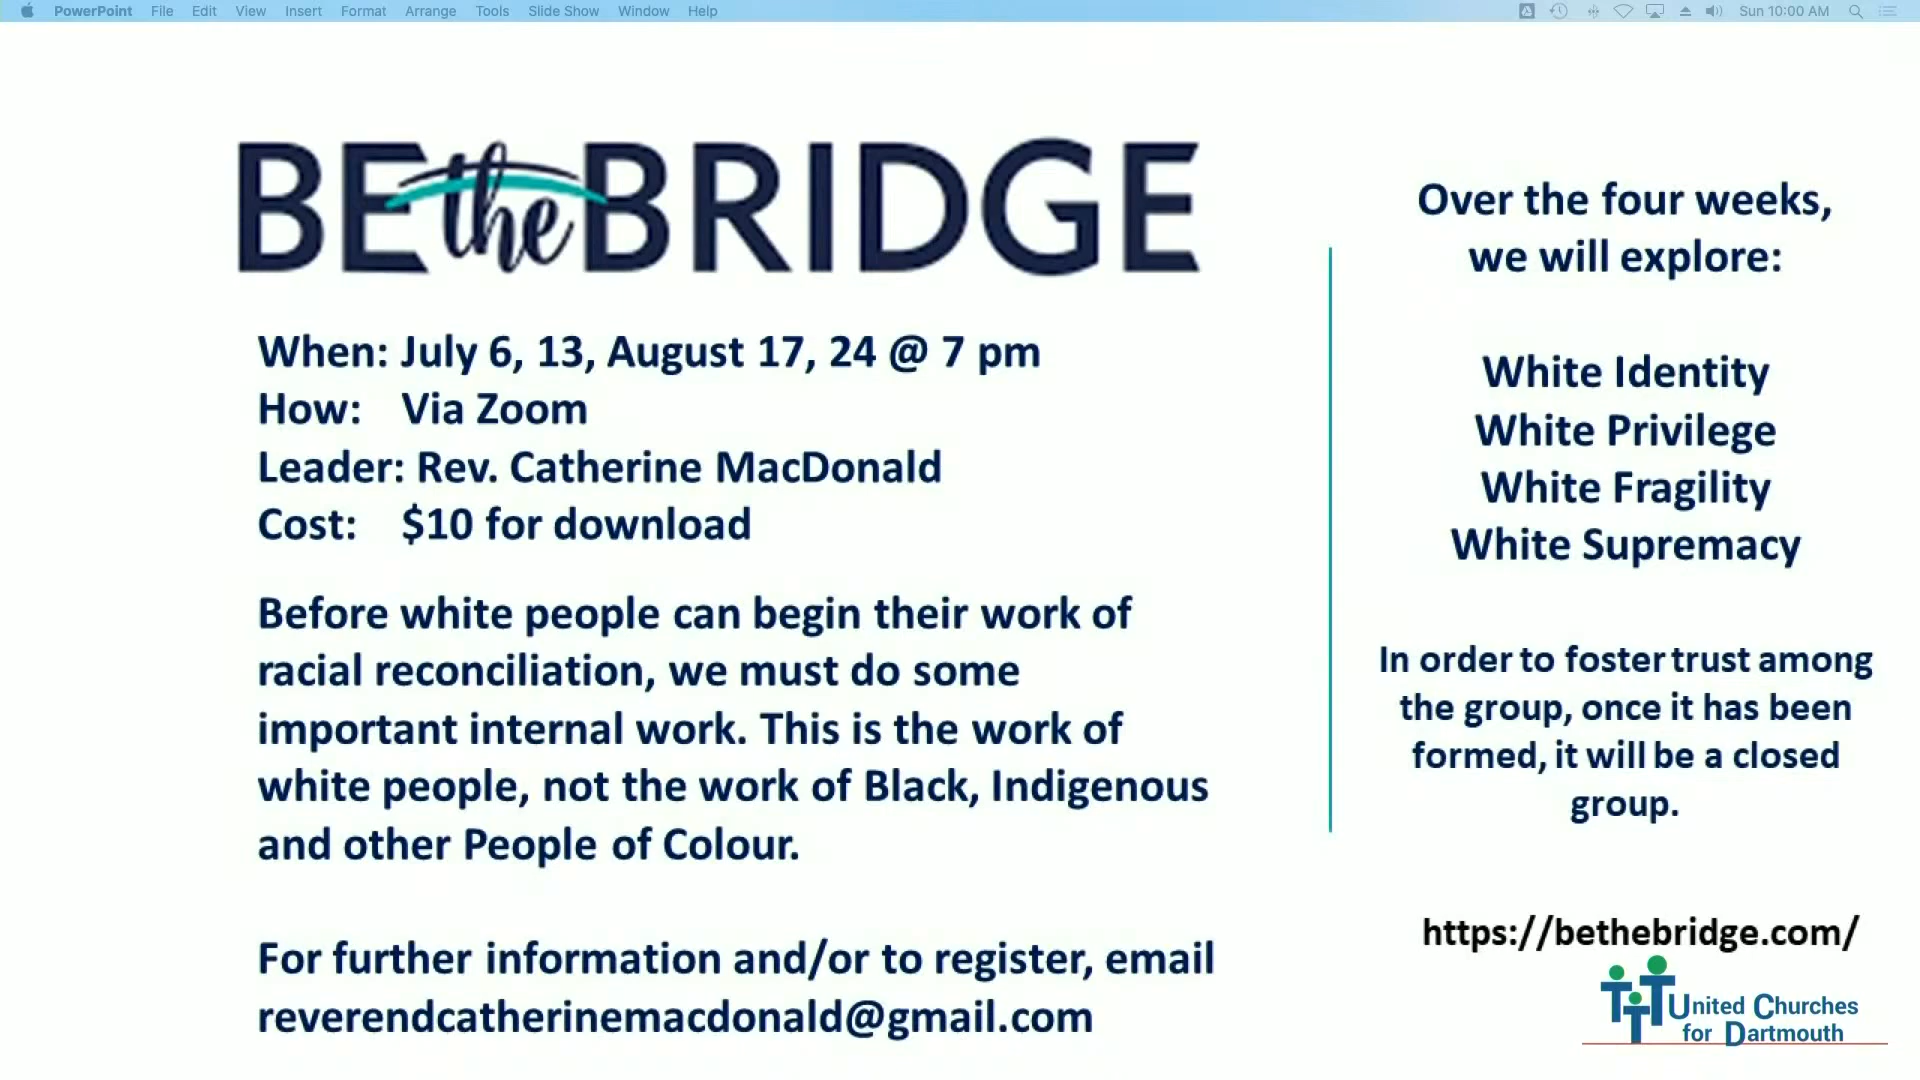 PowerPoint File Edit View Insert Format Arrange Tools Slide Show Window Help Sun 10:00 AM
BE the BRIDGE
When: July 6, 13, August 17, 24 @ 7 pm
How: Via Zoom
Leader: Rev. Catherine MacDonald
Cost: $10 for download
Before white people can begin their work of
racial reconciliation, we must do some
important internal work. This is the work of
white people, not the work of Black, Indigenous
and other People of Colour.
For further information and/or to register, email
reverendcatherinemacdonald@gmail.com
Over the four weeks,
we will explore:
White Identity
White Privilege
White Fragility
White Supremacy
In order to foster trust among
the group, once it has been
formed, it will be a closed
group.
https://bethebridge.com/
United Churches
for Dartmouth